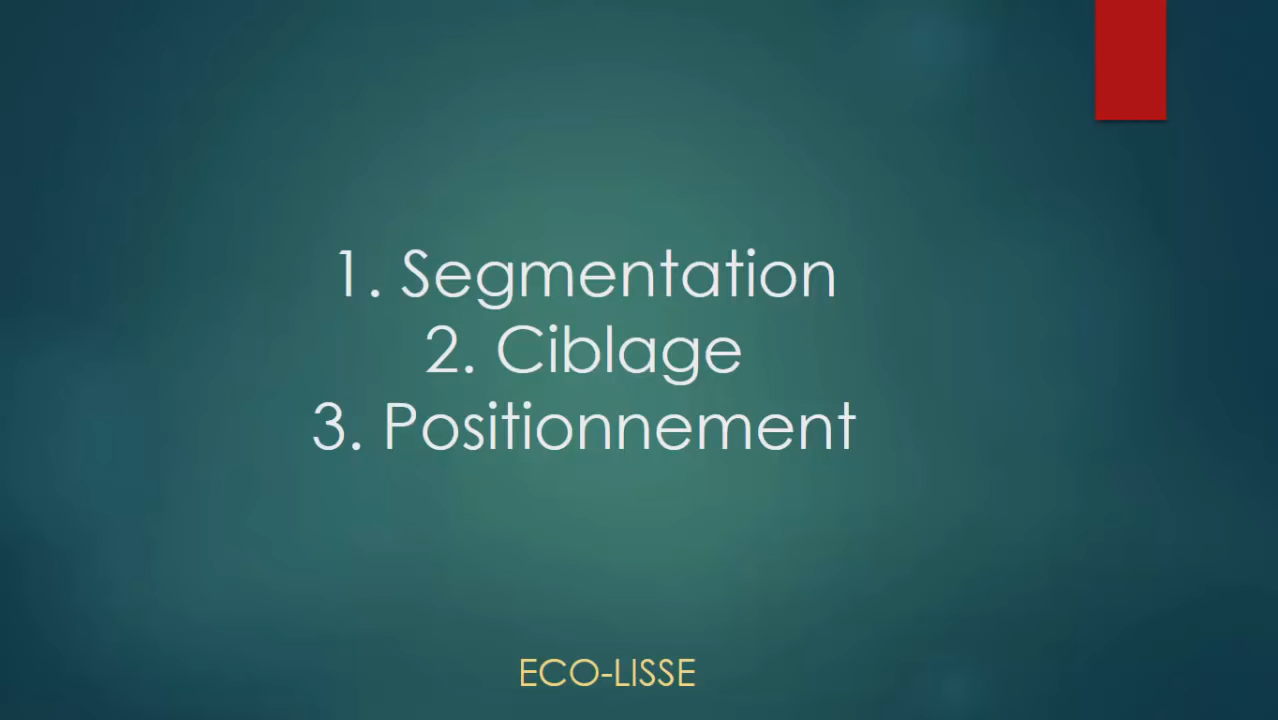 1. Segmentation
2. Ciblage
3. Positionnement
ECO-LISSE